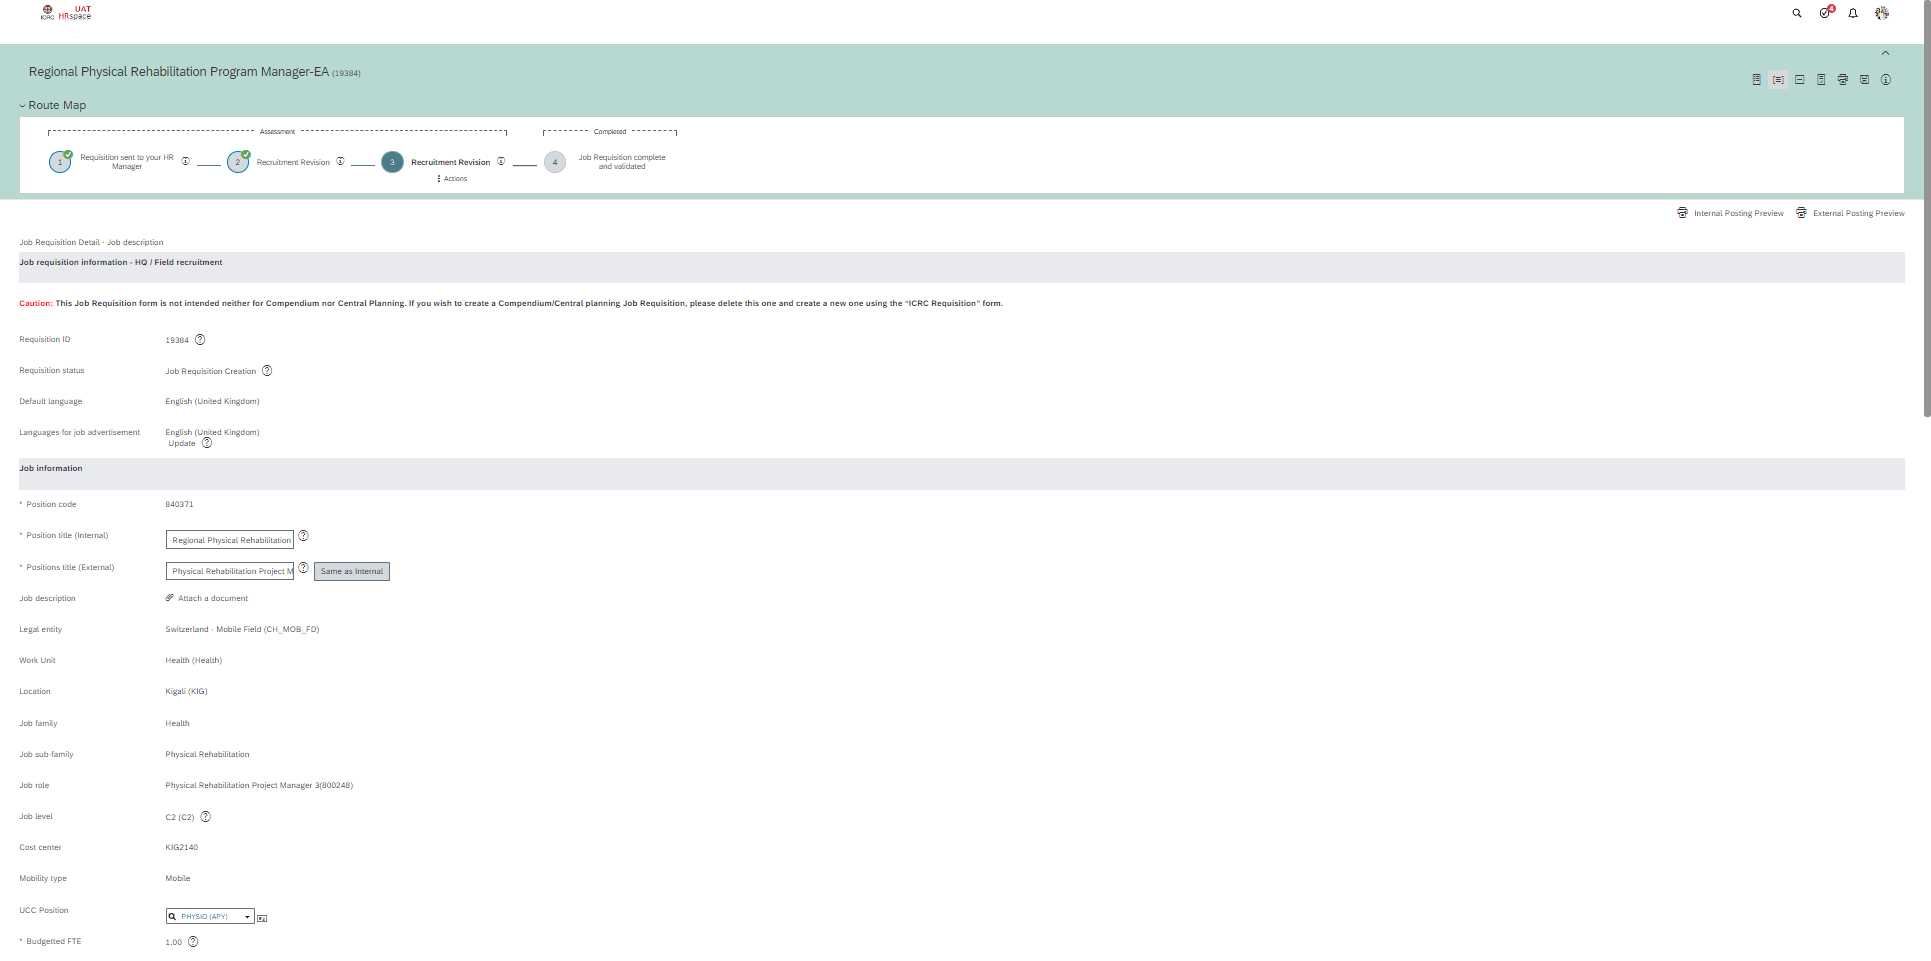 UAT
ICRC HRspace
4
Regional Physical Rehabilitation Program Manager-EA (19384)
Route Map
Assessment
Completed
1
Requisition sent to your HR
Manager
2
Recruitment Revision
3
Recruitment Revision
Actions
4
Job Requisition complete
and validated
Internal Posting Preview
External Posting Preview
Job Requisition Detail - Job description
Job requisition information - HQ / Field recruitment
Caution: This Job Requisition form is not intended neither for Compendium nor Central Planning. If you wish to create a Compendium/Central planning Job Requisition, please delete this one and create a new one using the "ICRC Requisition" form.
Requisition ID 19384
Requisition status Job Requisition Creation
Default language English (United Kingdom)
Languages for job advertisement English (United Kingdom)
Update
Job information
* Position code 840371
* Position title (Internal) Regional Physical Rehabilitation
* Positions title (External) Physical Rehabilitation Project M Same as Internal
Job description Attach a document
Legal entity Switzerland - Mobile Field (CH_MOB_FD)
Work Unit Health (Health)
Location Kigali (KIG)
Job family Health
Job sub-family Physical Rehabilitation
Job role Physical Rehabilitation Project Manager 3(800248)
Job level C2 (C2)
Cost center KIG2140
Mobility type Mobile
UCC Position PHYSIO (APY)
* Budgetted FTE 1.00